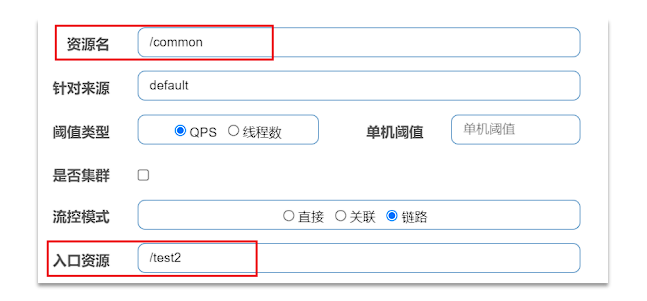 资源名 /common
针对来源 default
阈值类型 QPS 线程数 单机阈值 单机阈值
是否集群
流控模式 直接 关联 链路
入口资源 /test2